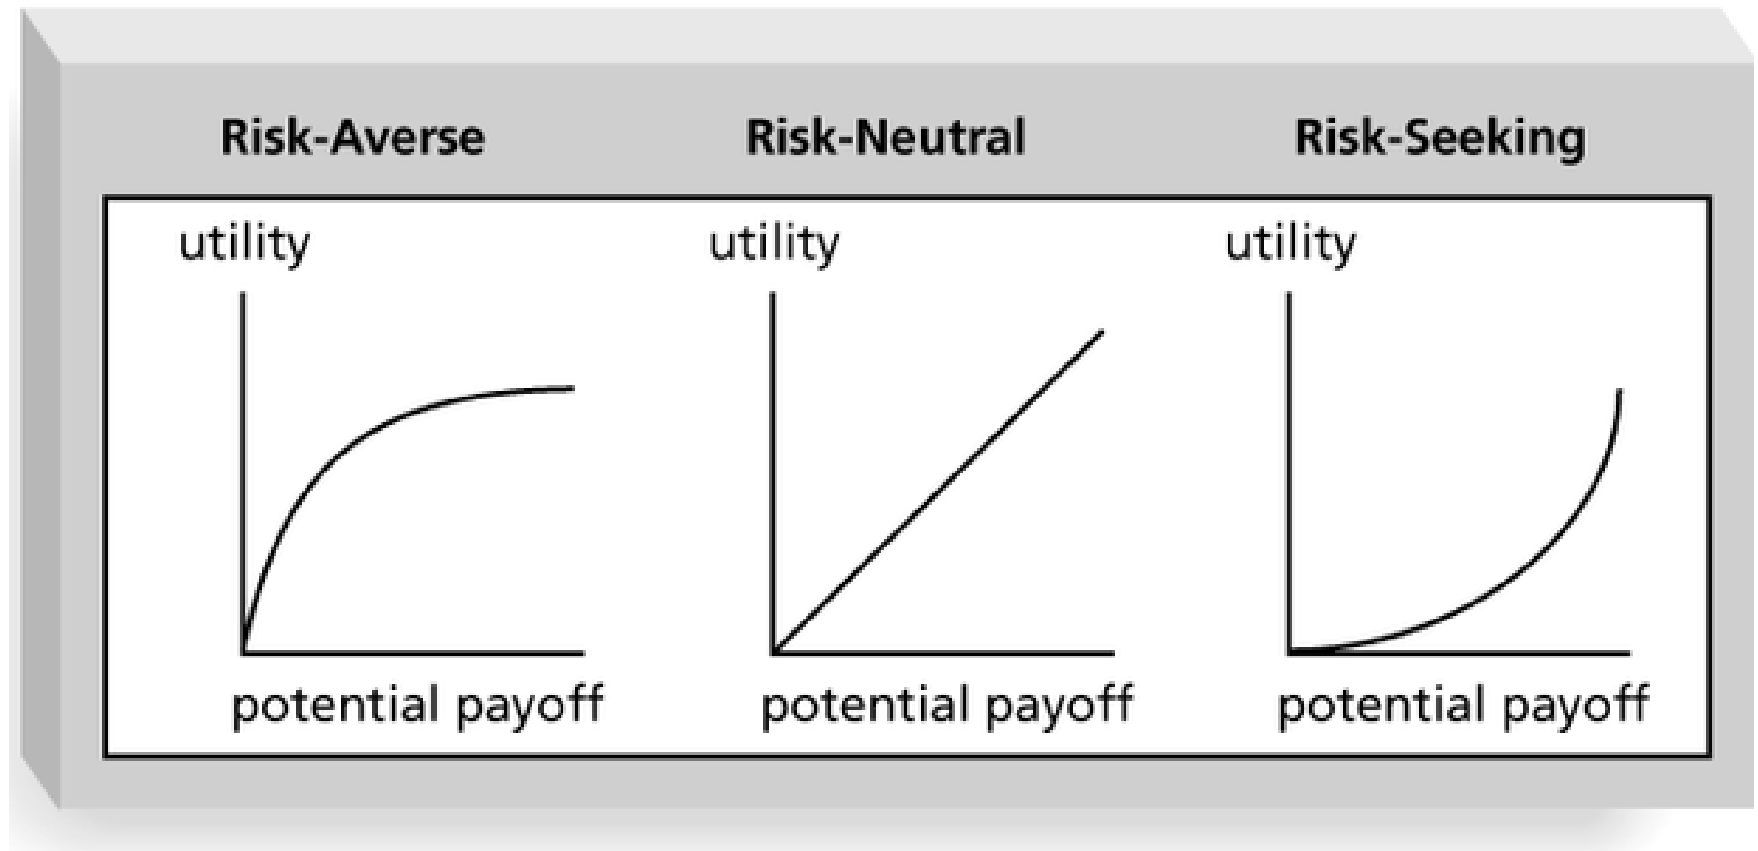 Risk-Averse
Risk-Neutral
Risk-Seeking
utility
utility
utility
potential payoff
potential payoff
potential payoff